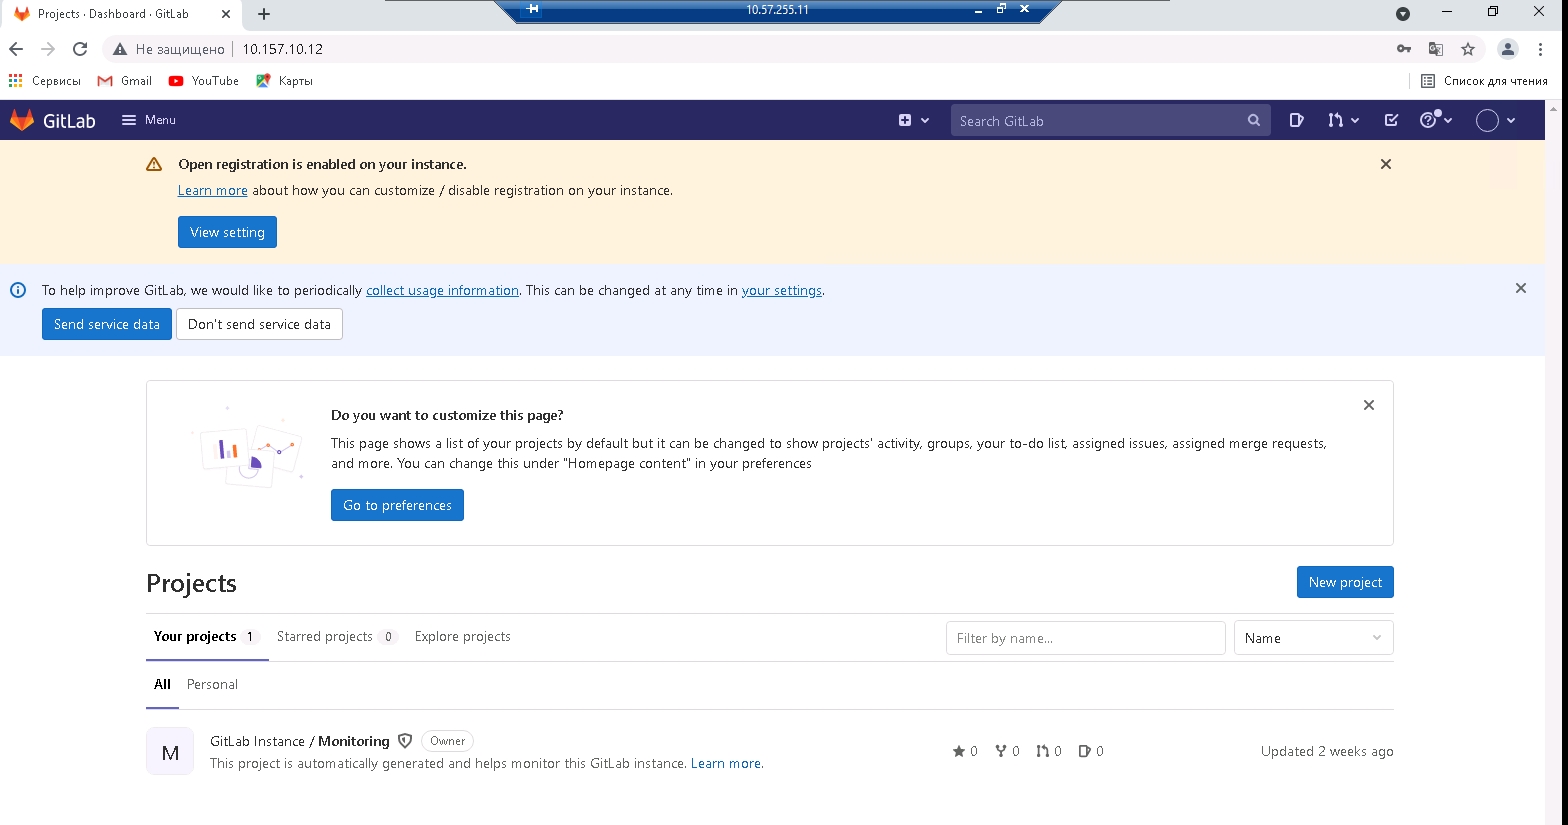 Projects · Dashboard · GitLab
10.57.255.11
Не защищено
10.157.10.12
Сервисы
Gmail
YouTube
Карты
Список для чтения
GitLab
Menu
Search GitLab
Open registration is enabled on your instance.
Learn more about how you can customize / disable registration on your instance.
View setting
To help improve GitLab, we would like to periodically collect usage information. This can be changed at any time in your settings.
Send service data
Don't send service data
Do you want to customize this page?
This page shows a list of your projects by default but it can be changed to show projects' activity, groups, your to-do list, assigned issues, assigned merge requests,
and more. You can change this under "Homepage content" in your preferences
Go to preferences
Projects
New project
Your projects 1
Starred projects 0
Explore projects
Filter by name...
Name
All
Personal
M
GitLab Instance / Monitoring
Owner
0
0
0
0
Updated 2 weeks ago
This project is automatically generated and helps monitor this GitLab instance. Learn more.